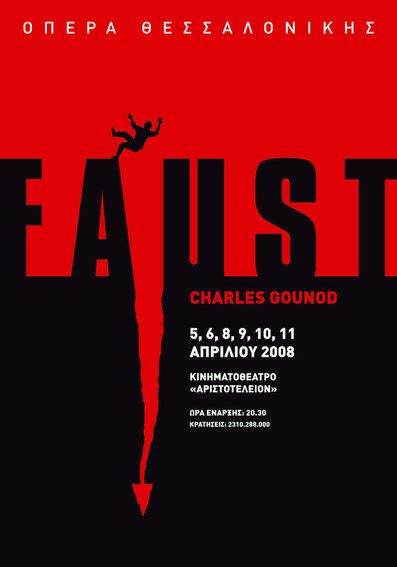 ΟΠΕΡΑ ΘΕΣΣΑΛΟΝΙΚΗΣ
FAUST
CHARLES GOUNOD
5, 6, 8, 9, 10, 11
ΑΠΡΙΛΙΟΥ 2008
ΚΙΝΗΜΑΤΟΘΕΑΤΡΟ
«ΑΡΙΣΤΟΤΕΛΕΙΟΝ»
ΩΡΑ ΕΝΑΡΞΗΣ: 20.30
ΚΡΑΤΗΣΕΙΣ: 2310.288.000